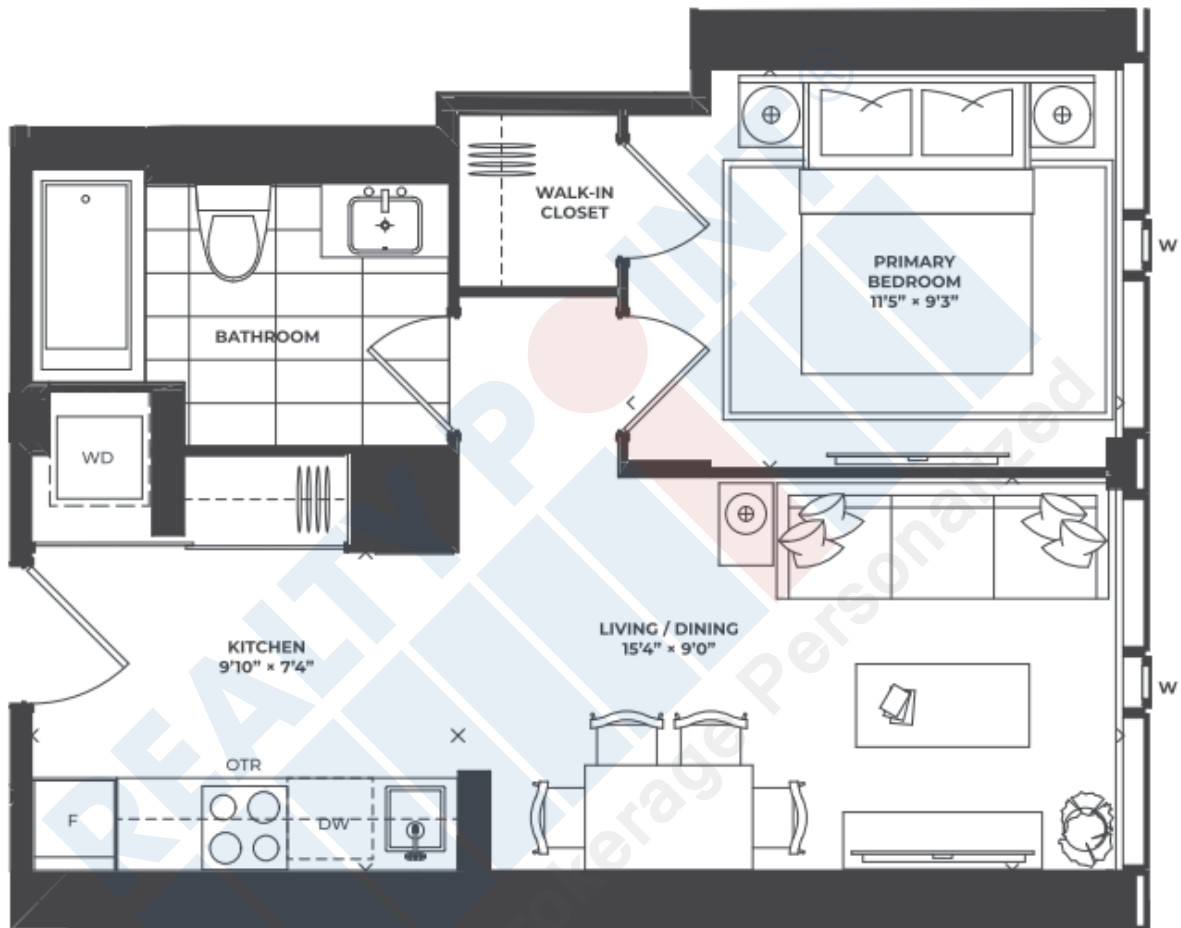 WALK-IN
CLOSET
PRIMARY
BEDROOM
11'5" × 9'3"
W
BATHROOM
WD
KITCHEN
9'10" × 7'4"
LIVING / DINING
15'4" × 9'0"
W
OTR
F
DW
REALTY POINT®
Brokerage Personalized